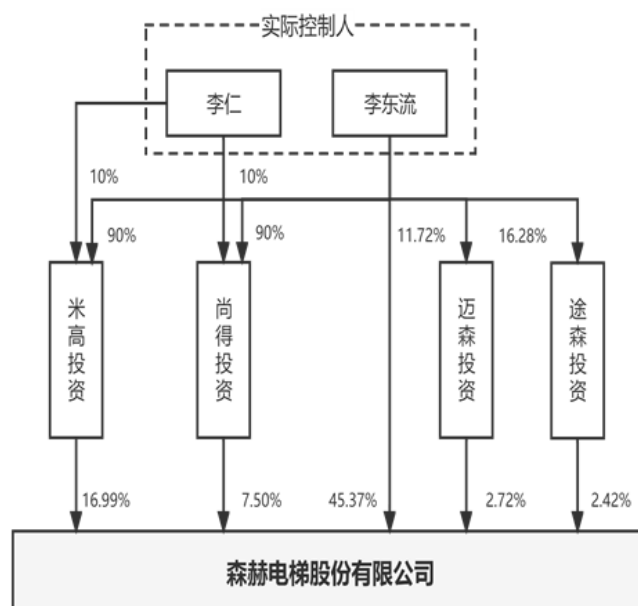 实际控制人
李仁
李东流
10%
10%
90%
90%
11.72%
16.28%
米高投资
尚得投资
迈森投资
途森投资
16.99%
7.50%
45.37%
2.72%
2.42%
森赫电梯股份有限公司